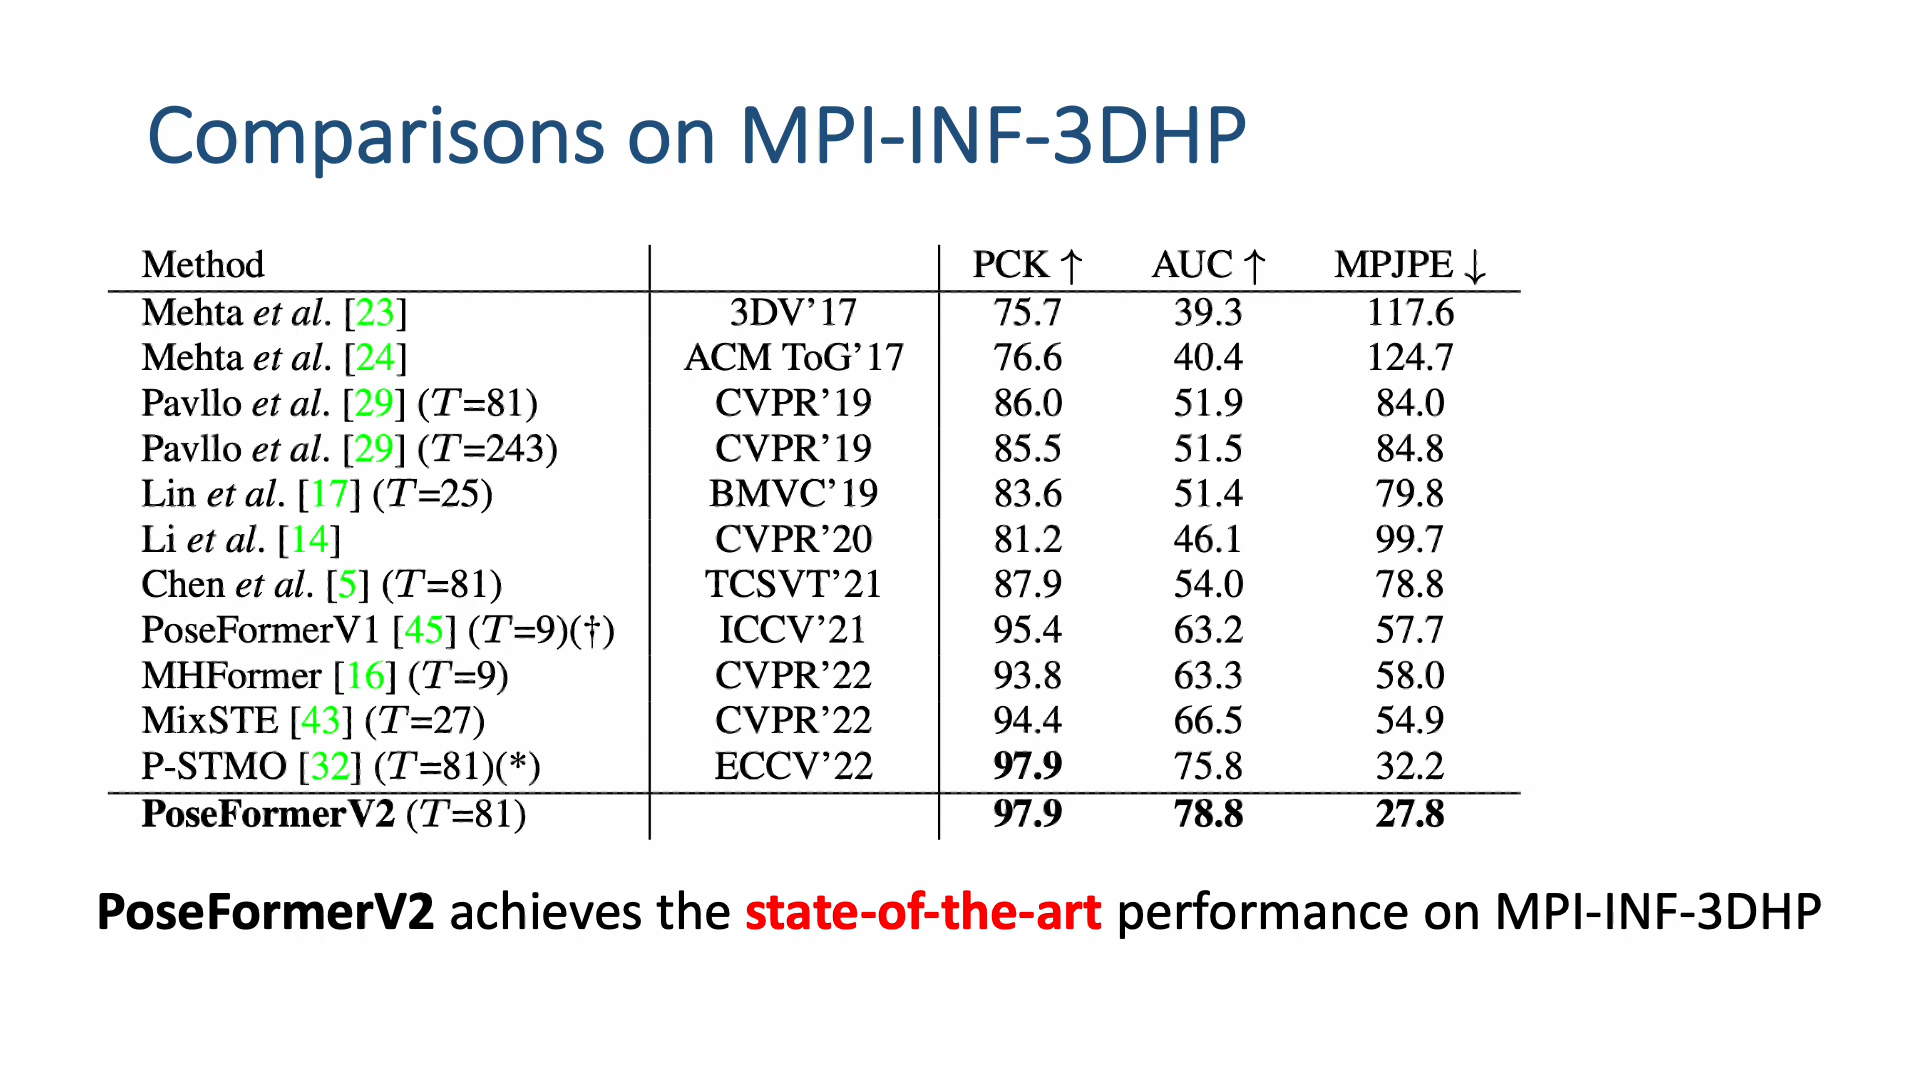 Comparisons on MPI-INF-3DHP
Method PCK ↑ AUC ↑ MPJPE ↓
Mehta et al. [23] 3DV’17 75.7 39.3 117.6
Mehta et al. [24] ACM ToG’17 76.6 40.4 124.7
Pavllo et al. [29] (T=81) CVPR’19 86.0 51.9 84.0
Pavllo et al. [29] (T=243) CVPR’19 85.5 51.5 84.8
Lin et al. [17] (T=25) BMVC’19 83.6 51.4 79.8
Li et al. [14] CVPR’20 81.2 46.1 99.7
Chen et al. [5] (T=81) TCSVT’21 87.9 54.0 78.8
PoseFormerV1 [45] (T=9)(†) ICCV’21 95.4 63.2 57.7
MHFormer [16] (T=9) CVPR’22 93.8 63.3 58.0
MixSTE [43] (T=27) CVPR’22 94.4 66.5 54.9
P-STMO [32] (T=81)(*) ECCV’22 97.9 75.8 32.2
PoseFormerV2 (T=81) 97.9 78.8 27.8
PoseFormerV2 achieves the state-of-the-art performance on MPI-INF-3DHP